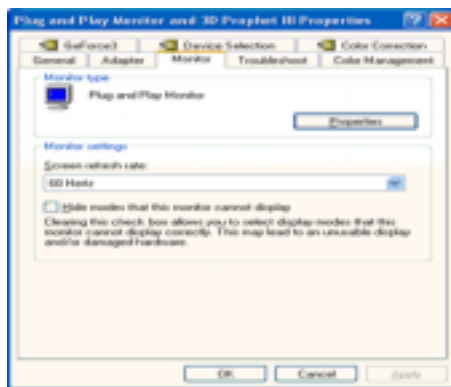 Plug and Play Monitor and 3D Prophet III Properties
GeForce3 Device Selection Color Correction
General Adapter Monitor Troubleshoot Color Management
Monitor type
Plug and Play Monitor
Properties
Monitor settings
Screen refresh rate:
60 Hertz
Hide modes that this monitor cannot display
Clearing this check box allows you to select display modes that this
monitor cannot display correctly. This may lead to an unusable display
and/or damaged hardware.
OK Cancel Apply